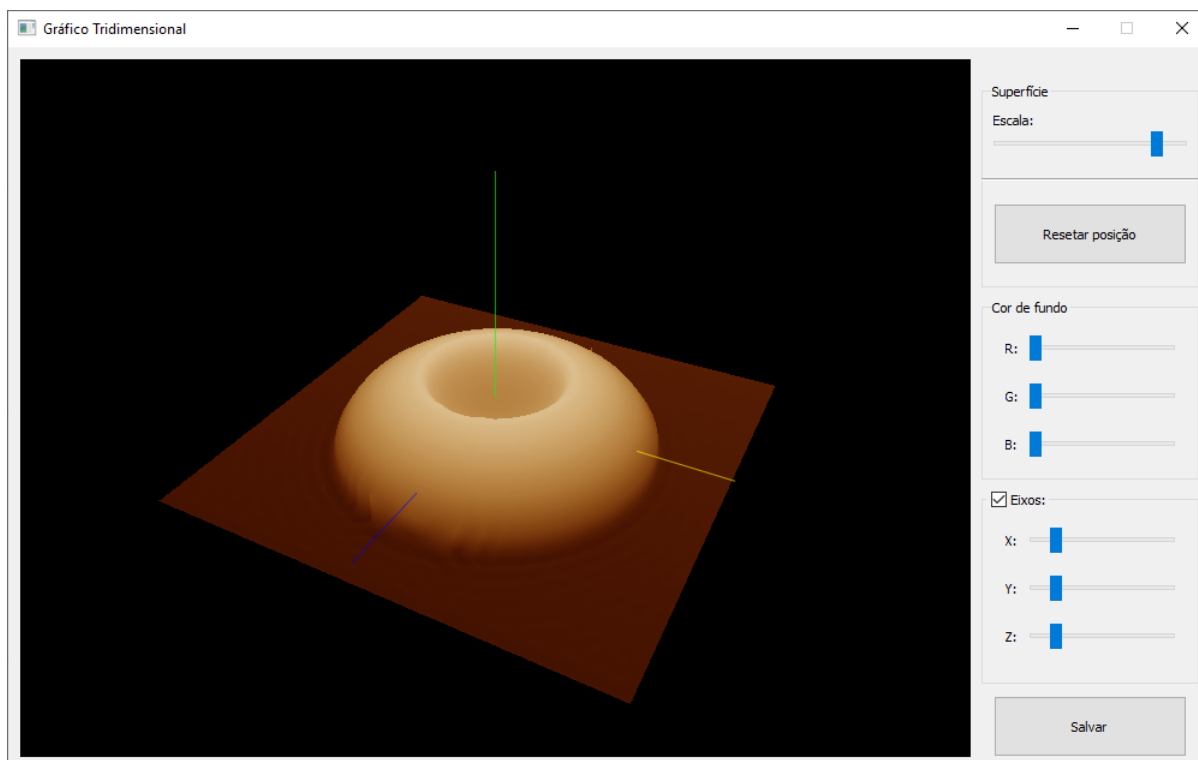 Gráfico Tridimensional
Superfície
Escala:
Resetar posição
Cor de fundo
R:
G:
B:
Eixos:
X:
Y:
Z:
Salvar